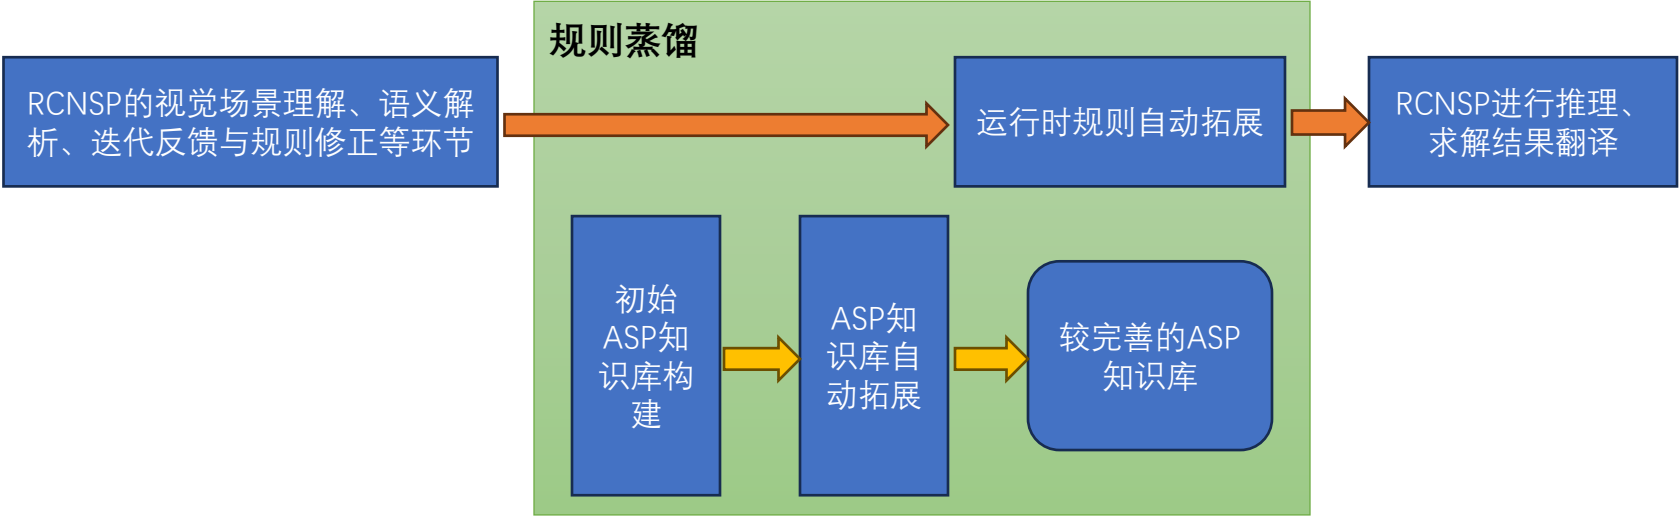 规则蒸馏
RCNSP的视觉场景理解、语义解
析、迭代反馈与规则修正等环节
运行时规则自动拓展
RCNSP进行推理、
求解结果翻译
初始
ASP知
识库构
建
ASP知
识库自
动拓展
较完善的ASP
知识库